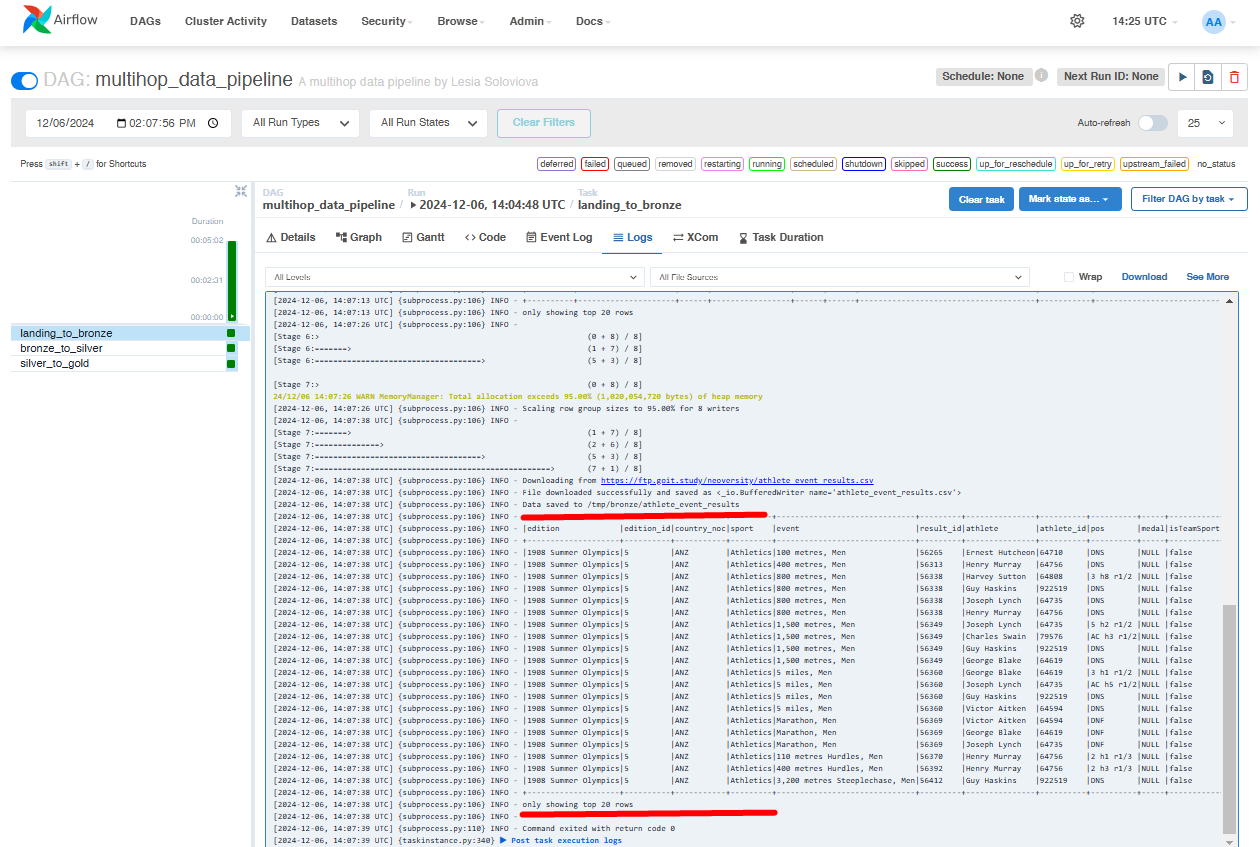 Airflow DAGs Cluster Activity Datasets Security Browse Admin Docs 14:25 UTC AA
DAG: multihop_data_pipeline A multihop data pipeline by Lesia Soloviova Schedule: None i Next Run ID: None
12/06/2024 02:07:56 PM All Run Types All Run States Clear Filters Auto-refresh 25
Press shift + / for Shortcuts deferred failed queued removed restarting running scheduled shutdown skipped success up_for_reschedule up_for_retry upstream_failed no_status
Duration
00:05:02
00:02:31
00:00:00
landing_to_bronze
bronze_to_silver
silver_to_gold
DAG Run Task
multihop_data_pipeline / 2024-12-06, 14:04:48 UTC / landing_to_bronze Clear task Mark state as... Filter DAG by task
Details Graph Gantt <> Code Event Log Logs XCom Task Duration
All Levels All File Sources Wrap Download See More
[2024-12-06, 14:07:13 UTC] {subprocess.py:106} INFO - +----------+---------------------+------+------------------+------+------+---------------------------------------+------------+----------------------------
[2024-12-06, 14:07:13 UTC] {subprocess.py:106} INFO - only showing top 20 rows
[2024-12-06, 14:07:26 UTC] {subprocess.py:106} INFO -
[Stage 6:> (0 + 8) / 8]
[Stage 6:=======> (1 + 7) / 8]
[Stage 6:====================================> (5 + 3) / 8]
[Stage 7:> (0 + 8) / 8]
24/12/06 14:07:26 WARN MemoryManager: Total allocation exceeds 95.00% (1,020,054,720 bytes) of heap memory
[2024-12-06, 14:07:26 UTC] {subprocess.py:106} INFO - Scaling row group sizes to 95.00% for 8 writers
[2024-12-06, 14:07:38 UTC] {subprocess.py:106} INFO -
[Stage 7:=======> (1 + 7) / 8]
[Stage 7:==============> (2 + 6) / 8]
[Stage 7:====================================> (5 + 3) / 8]
[Stage 7:===================================================> (7 + 1) / 8]
[2024-12-06, 14:07:38 UTC] {subprocess.py:106} INFO - Downloading from https://ftp.goit.study/neoversity/athlete_event_results.csv
[2024-12-06, 14:07:38 UTC] {subprocess.py:106} INFO - File downloaded successfully and saved as <_io.BufferedWriter name='athlete_event_results.csv'>
[2024-12-06, 14:07:38 UTC] {subprocess.py:106} INFO - Data saved to /tmp/bronze/athlete_event_results
[2024-12-06, 14:07:38 UTC] {subprocess.py:106} INFO - +--------------------+----------+-----------+---------+------------------------------+---------+---------------+----------+----------+-----+-----------
[2024-12-06, 14:07:38 UTC] {subprocess.py:106} INFO - |edition |edition_id|country_noc|sport |event |result_id|athlete |athlete_id|pos |medal|isTeamSport
[2024-12-06, 14:07:38 UTC] {subprocess.py:106} INFO - +--------------------+----------+-----------+---------+------------------------------+---------+---------------+----------+----------+-----+-----------
[2024-12-06, 14:07:38 UTC] {subprocess.py:106} INFO - |1908 Summer Olympics|5 |ANZ |Athletics|100 metres, Men |56265 |Ernest Hutcheon|64710 |DNS |NULL |false
[2024-12-06, 14:07:38 UTC] {subprocess.py:106} INFO - |1908 Summer Olympics|5 |ANZ |Athletics|400 metres, Men |56313 |Henry Murray |64756 |DNS |NULL |false
[2024-12-06, 14:07:38 UTC] {subprocess.py:106} INFO - |1908 Summer Olympics|5 |ANZ |Athletics|800 metres, Men |56338 |Harvey Sutton |64808 |3 h8 r1/2 |NULL |false
[2024-12-06, 14:07:38 UTC] {subprocess.py:106} INFO - |1908 Summer Olympics|5 |ANZ |Athletics|800 metres, Men |56338 |Guy Haskins |922519 |DNS |NULL |false
[2024-12-06, 14:07:38 UTC] {subprocess.py:106} INFO - |1908 Summer Olympics|5 |ANZ |Athletics|800 metres, Men |56338 |Joseph Lynch |64735 |DNS |NULL |false
[2024-12-06, 14:07:38 UTC] {subprocess.py:106} INFO - |1908 Summer Olympics|5 |ANZ |Athletics|800 metres, Men |56338 |Henry Murray |64756 |DNS |NULL |false
[2024-12-06, 14:07:38 UTC] {subprocess.py:106} INFO - |1908 Summer Olympics|5 |ANZ |Athletics|1,500 metres, Men |56349 |Joseph Lynch |64735 |5 h2 r1/2 |NULL |false
[2024-12-06, 14:07:38 UTC] {subprocess.py:106} INFO - |1908 Summer Olympics|5 |ANZ |Athletics|1,500 metres, Men |56349 |Charles Swain |79576 |AC h3 r1/2|NULL |false
[2024-12-06, 14:07:38 UTC] {subprocess.py:106} INFO - |1908 Summer Olympics|5 |ANZ |Athletics|1,500 metres, Men |56349 |Guy Haskins |922519 |DNS |NULL |false
[2024-12-06, 14:07:38 UTC] {subprocess.py:106} INFO - |1908 Summer Olympics|5 |ANZ |Athletics|1,500 metres, Men |56349 |George Blake |64619 |DNS |NULL |false
[2024-12-06, 14:07:38 UTC] {subprocess.py:106} INFO - |1908 Summer Olympics|5 |ANZ |Athletics|5 miles, Men |56360 |George Blake |64619 |3 h1 r1/2 |NULL |false
[2024-12-06, 14:07:38 UTC] {subprocess.py:106} INFO - |1908 Summer Olympics|5 |ANZ |Athletics|5 miles, Men |56360 |Joseph Lynch |64735 |AC h5 r1/2|NULL |false
[2024-12-06, 14:07:38 UTC] {subprocess.py:106} INFO - |1908 Summer Olympics|5 |ANZ |Athletics|5 miles, Men |56360 |Guy Haskins |922519 |DNS |NULL |false
[2024-12-06, 14:07:38 UTC] {subprocess.py:106} INFO - |1908 Summer Olympics|5 |ANZ |Athletics|5 miles, Men |56360 |Victor Aitken |64594 |DNS |NULL |false
[2024-12-06, 14:07:38 UTC] {subprocess.py:106} INFO - |1908 Summer Olympics|5 |ANZ |Athletics|Marathon, Men |56369 |Victor Aitken |64594 |DNF |NULL |false
[2024-12-06, 14:07:38 UTC] {subprocess.py:106} INFO - |1908 Summer Olympics|5 |ANZ |Athletics|Marathon, Men |56369 |George Blake |64619 |DNF |NULL |false
[2024-12-06, 14:07:38 UTC] {subprocess.py:106} INFO - |1908 Summer Olympics|5 |ANZ |Athletics|Marathon, Men |56369 |Joseph Lynch |64735 |DNF |NULL |false
[2024-12-06, 14:07:38 UTC] {subprocess.py:106} INFO - |1908 Summer Olympics|5 |ANZ |Athletics|110 metres Hurdles, Men |56370 |Henry Murray |64756 |2 h1 r1/3 |NULL |false
[2024-12-06, 14:07:38 UTC] {subprocess.py:106} INFO - |1908 Summer Olympics|5 |ANZ |Athletics|400 metres Hurdles, Men |56392 |Henry Murray |64756 |2 h3 r1/3 |NULL |false
[2024-12-06, 14:07:38 UTC] {subprocess.py:106} INFO - |1908 Summer Olympics|5 |ANZ |Athletics|3,200 metres Steeplechase, Men|56412 |Guy Haskins |922519 |DNS |NULL |false
[2024-12-06, 14:07:38 UTC] {subprocess.py:106} INFO - +--------------------+----------+-----------+---------+------------------------------+---------+---------------+----------+----------+-----+-----------
[2024-12-06, 14:07:38 UTC] {subprocess.py:106} INFO - only showing top 20 rows
[2024-12-06, 14:07:38 UTC] {subprocess.py:106} INFO -
[2024-12-06, 14:07:39 UTC] {subprocess.py:110} INFO - Command exited with return code 0
[2024-12-06, 14:07:39 UTC] {taskinstance.py:340} ▶ Post task execution logs